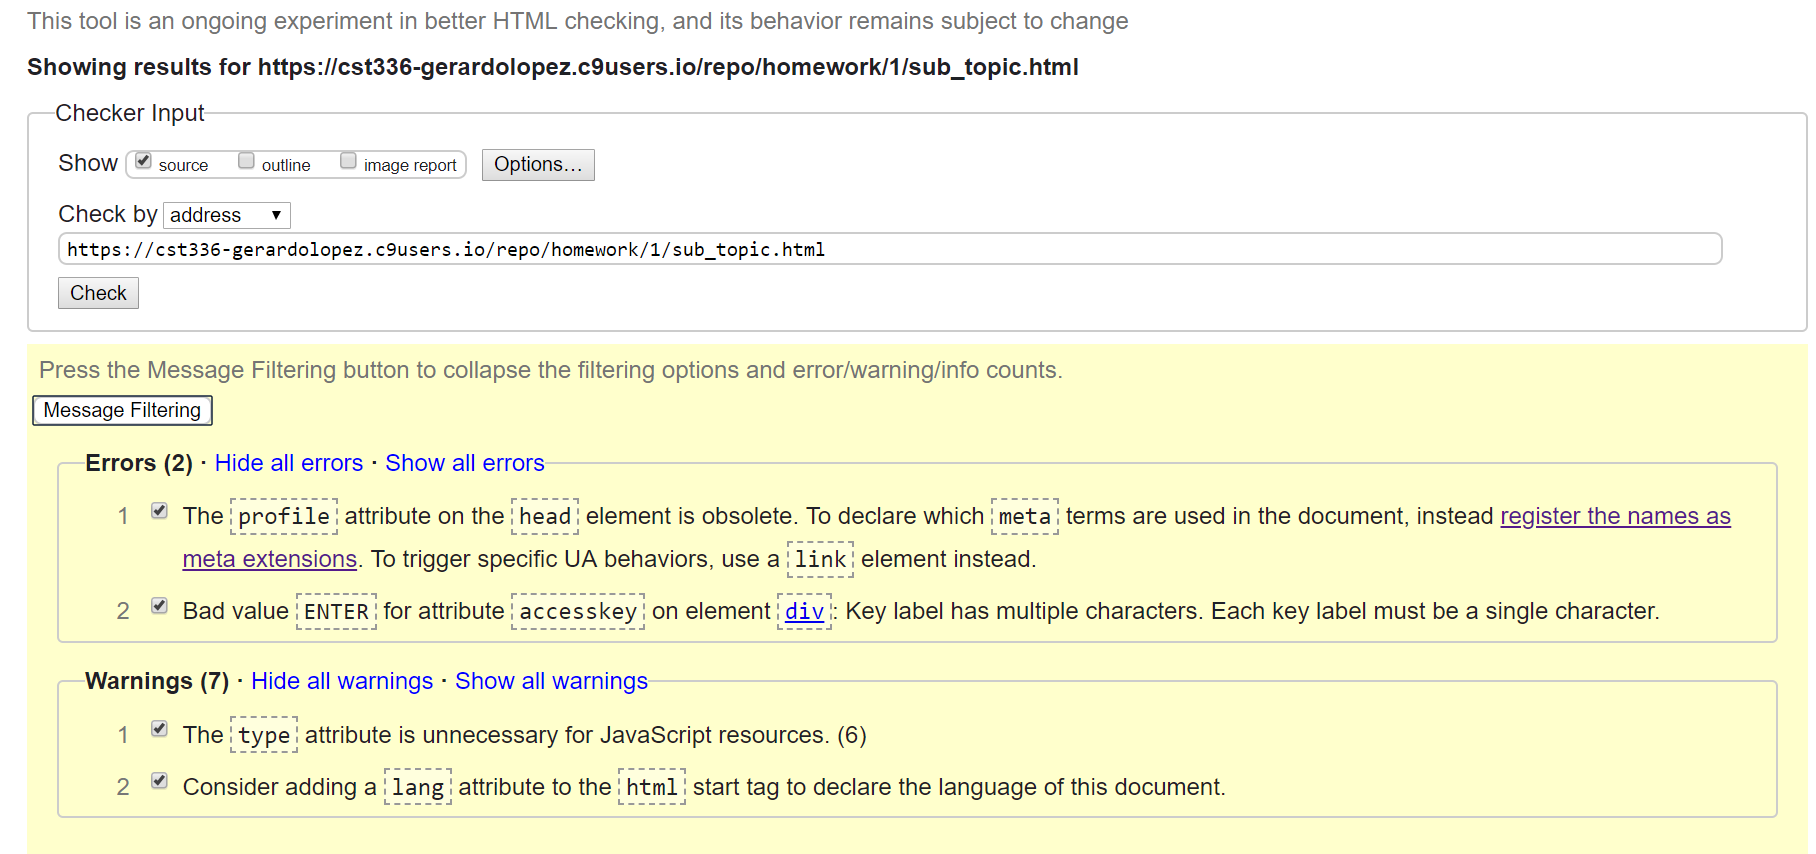 This tool is an ongoing experiment in better HTML checking, and its behavior remains subject to change
Showing results for https://cst336-gerardolopez.c9users.io/repo/homework/1/sub_topic.html
Checker Input
Show source outline image report Options...
Check by address
https://cst336-gerardolopez.c9users.io/repo/homework/1/sub_topic.html
Check
Press the Message Filtering button to collapse the filtering options and error/warning/info counts.
Message Filtering
Errors (2) · Hide all errors · Show all errors
1 The profile attribute on the head element is obsolete. To declare which meta terms are used in the document, instead register the names as
meta extensions. To trigger specific UA behaviors, use a link element instead.
2 Bad value ENTER for attribute accesskey on element div: Key label has multiple characters. Each key label must be a single character.
Warnings (7) · Hide all warnings · Show all warnings
1 The type attribute is unnecessary for JavaScript resources. (6)
2 Consider adding a lang attribute to the html start tag to declare the language of this document.